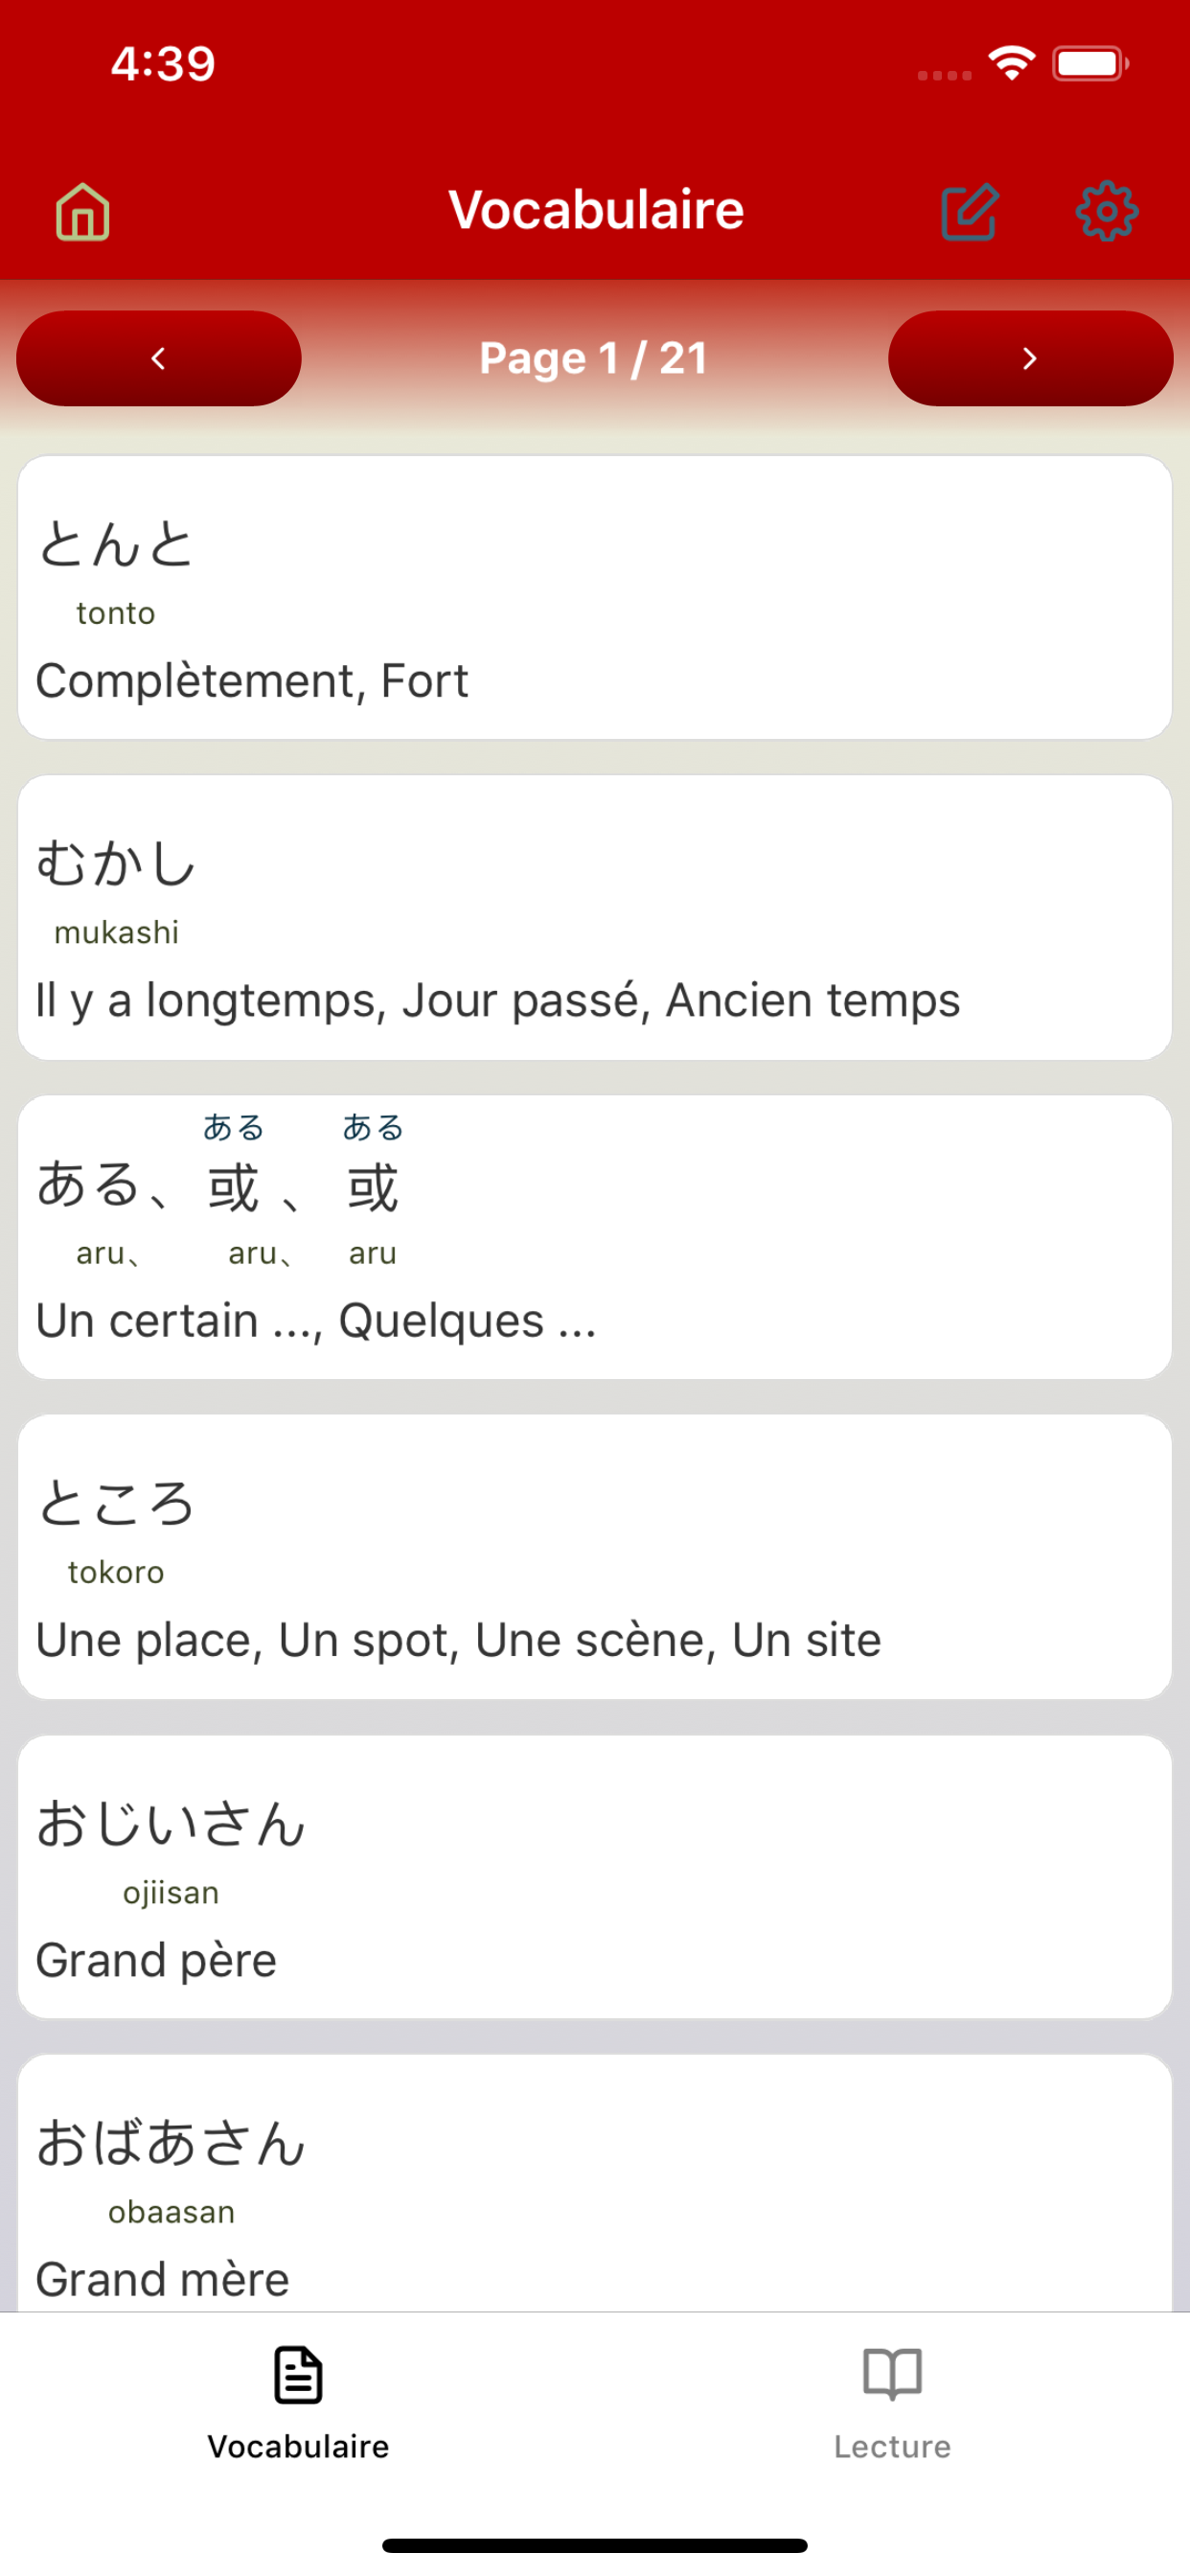 4:39
Vocabulaire
Page 1 / 21
とんと
tonto
Complètement, Fort
むかし
mukashi
Il y a longtemps, Jour passé, Ancien temps
ある ある
ある、或、或
aru、 aru、 aru
Un certain ..., Quelques ...
ところ
tokoro
Une place, Un spot, Une scène, Un site
おじいさん
ojiisan
Grand père
おばあさん
obaasan
Grand mère
Vocabulaire
Lecture